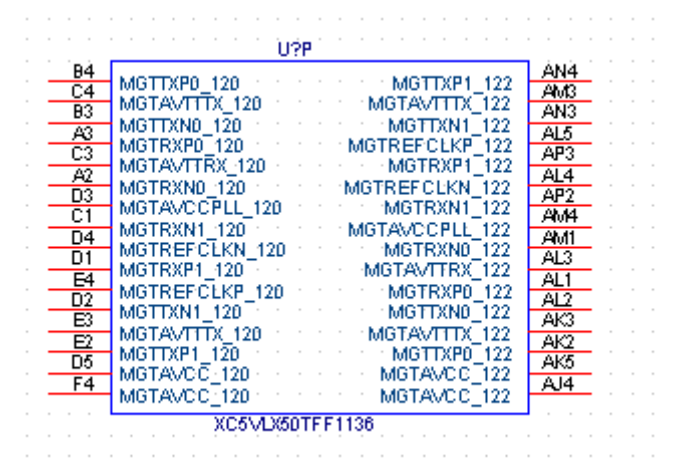 U?P
B4 MGTTXP0_120 MGTTXP1_122 AN4
C4 MGTAVTTTX_120 MGTAVTTTX_122 AM3
B3 MGTTXN0_120 MGTTXN1_122 AN3
A3 MGTRXP0_120 MGTREFCLKP_122 AL5
C3 MGTAVTTRX_120 MGTRXP1_122 AP3
A2 MGTRXN0_120 MGTREFCLKN_122 AL4
D3 MGTAVCCPLL_120 MGTRXN1_122 AP2
C1 MGTRXN1_120 MGTAVCCPLL_122 AM4
D4 MGTREFCLKN_120 MGTRXN0_122 AM1
D1 MGTRXP1_120 MGTAVTTRX_122 AL3
E4 MGTREFCLKP_120 MGTRXP0_122 AL1
D2 MGTTXN1_120 MGTTXN0_122 AL2
E3 MGTAVTTTX_120 MGTAVTTTX_122 AK3
E2 MGTTXP1_120 MGTTXP0_122 AK2
D5 MGTAVCC_120 MGTAVCC_122 AK5
F4 MGTAVCC_120 MGTAVCC_122 AJ4
XC5VLX50TFF1136